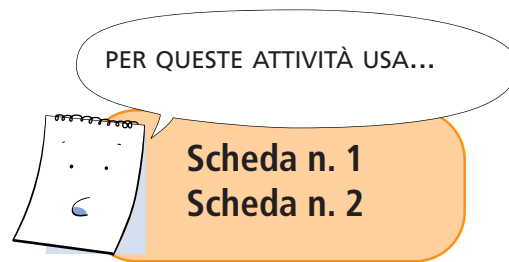 PER QUESTE ATTIVITÀ USA...
Scheda n. 1
Scheda n. 2